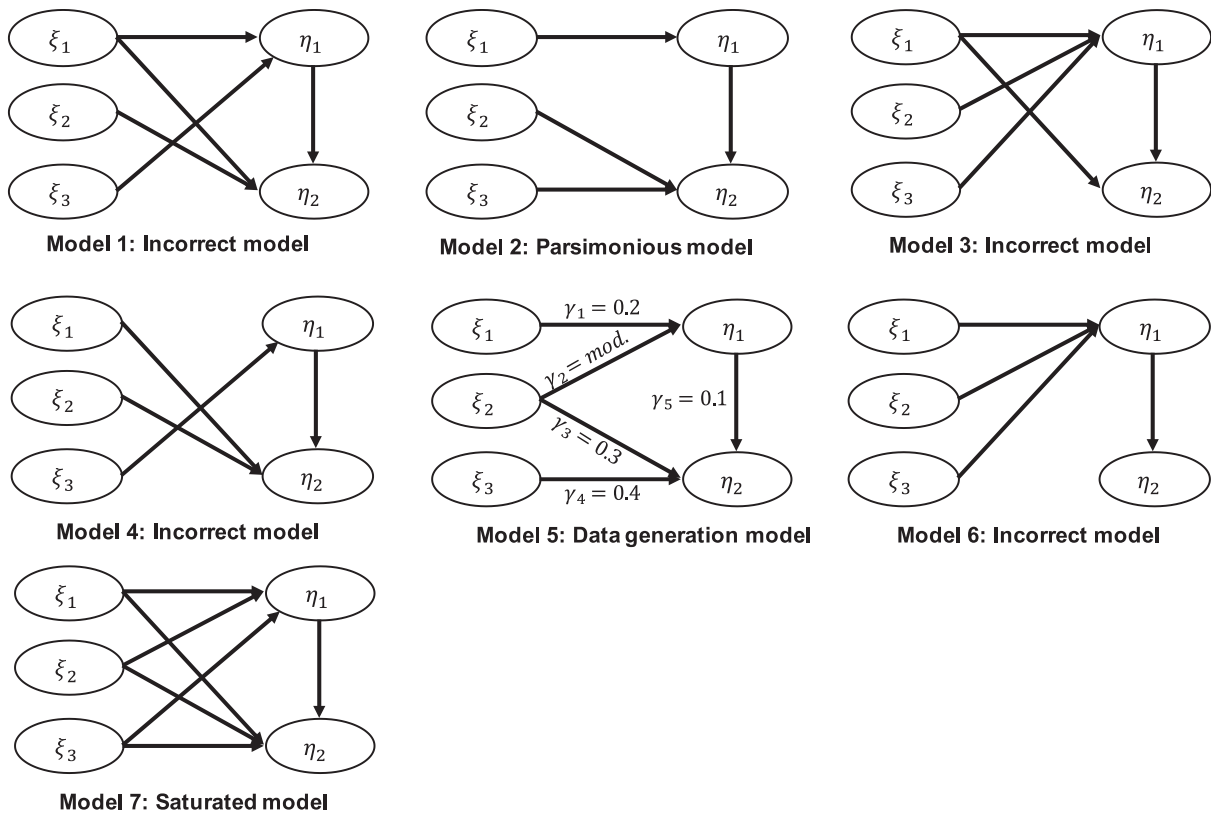 ξ₁ η₁
ξ₂
ξ₃ η₂
Model 1: Incorrect model
ξ₁ η₁
ξ₂
ξ₃ η₂
Model 2: Parsimonious model
ξ₁ η₁
ξ₂
ξ₃ η₂
Model 3: Incorrect model
ξ₁ η₁
ξ₂
ξ₃ η₂
Model 4: Incorrect model
ξ₁ γ₁ = 0.2 η₁
γ₂ = mod.
ξ₂ γ₅ = 0.1
γ₃ = 0.3
ξ₃ γ₄ = 0.4 η₂
Model 5: Data generation model
ξ₁ η₁
ξ₂
ξ₃ η₂
Model 6: Incorrect model
ξ₁ η₁
ξ₂
ξ₃ η₂
Model 7: Saturated model